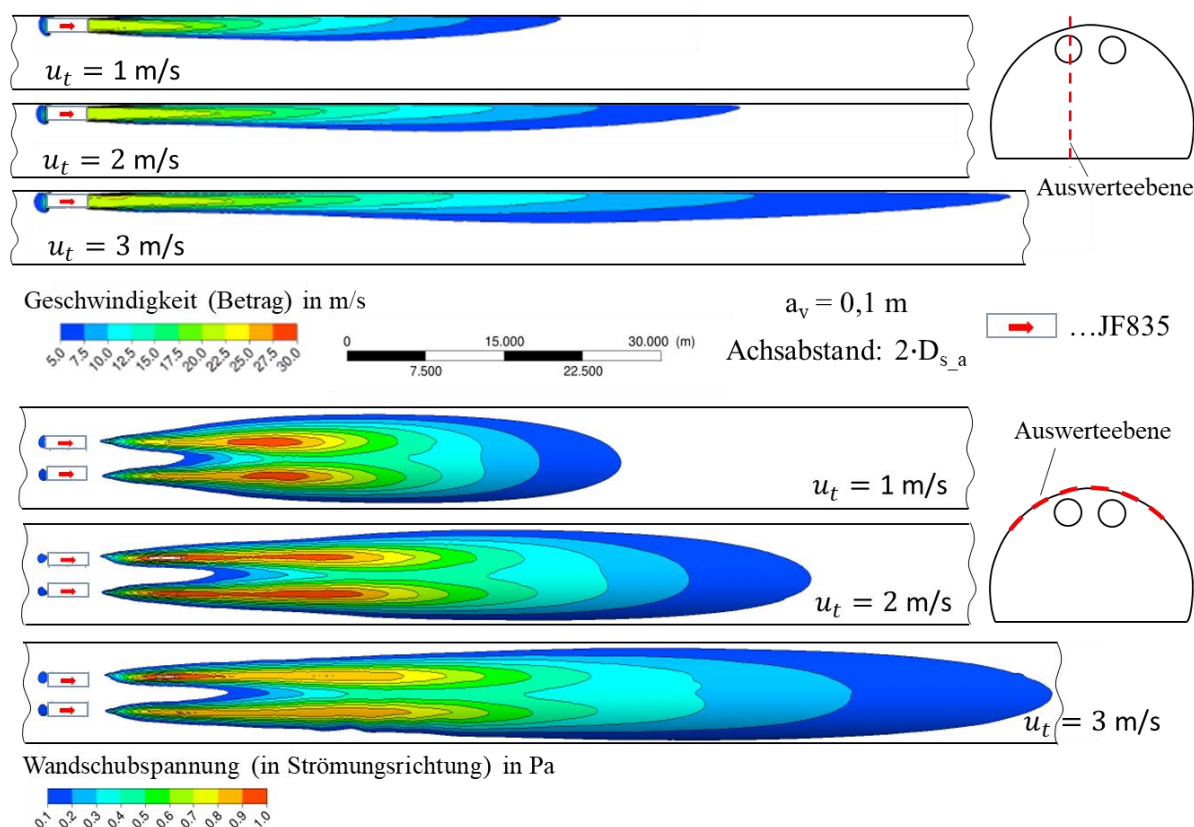 u_t = 1 m/s
u_t = 2 m/s
u_t = 3 m/s
Auswerteebene
Geschwindigkeit (Betrag) in m/s
5.0 7.5 10.0 12.5 15.0 17.5 20.0 22.5 25.0 27.5 30.0
0 15.000 30.000 (m)
7.500 22.500
a_v = 0,1 m
Achsabstand: 2·D_s_a
...JF835
Auswerteebene
u_t = 1 m/s
u_t = 2 m/s
u_t = 3 m/s
Wandschubspannung (in Strömungsrichtung) in Pa
0.1 0.2 0.3 0.4 0.5 0.6 0.7 0.8 0.9 1.0